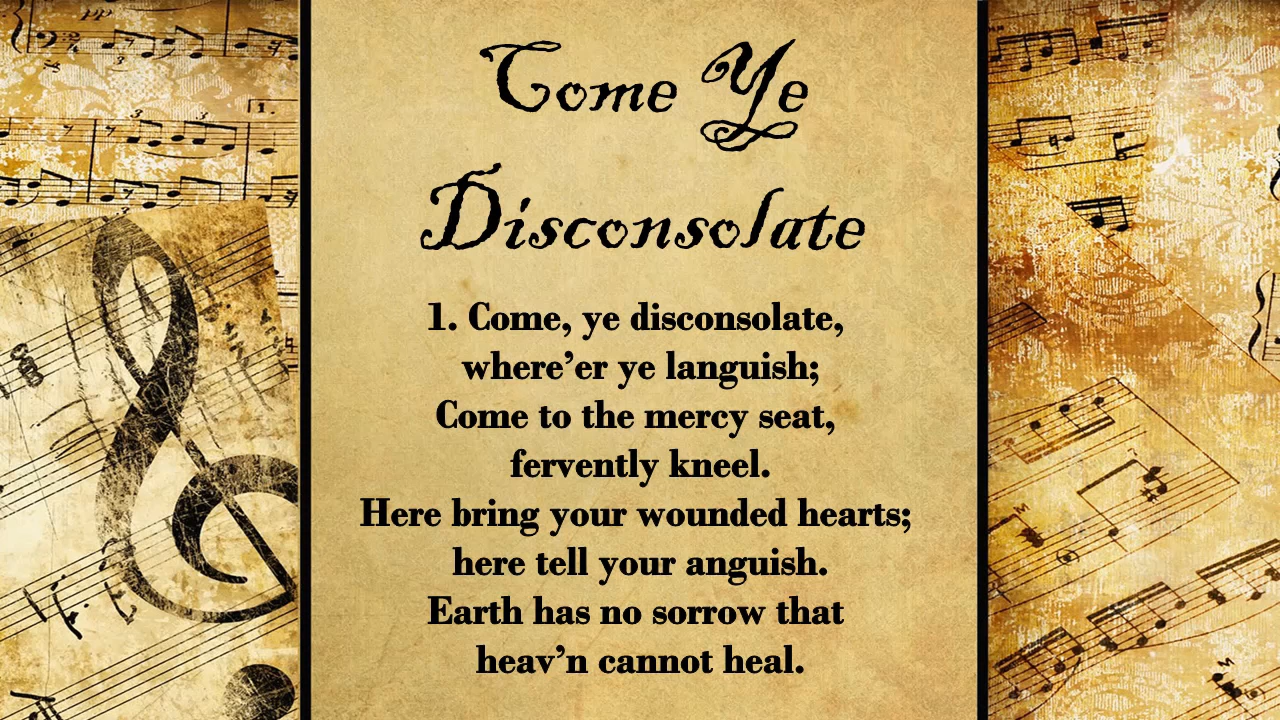 Come Ye
Disconsolate
1. Come, ye disconsolate,
where’er ye languish;
Come to the mercy seat,
fervently kneel.
Here bring your wounded hearts;
here tell your anguish.
Earth has no sorrow that
heav’n cannot heal.